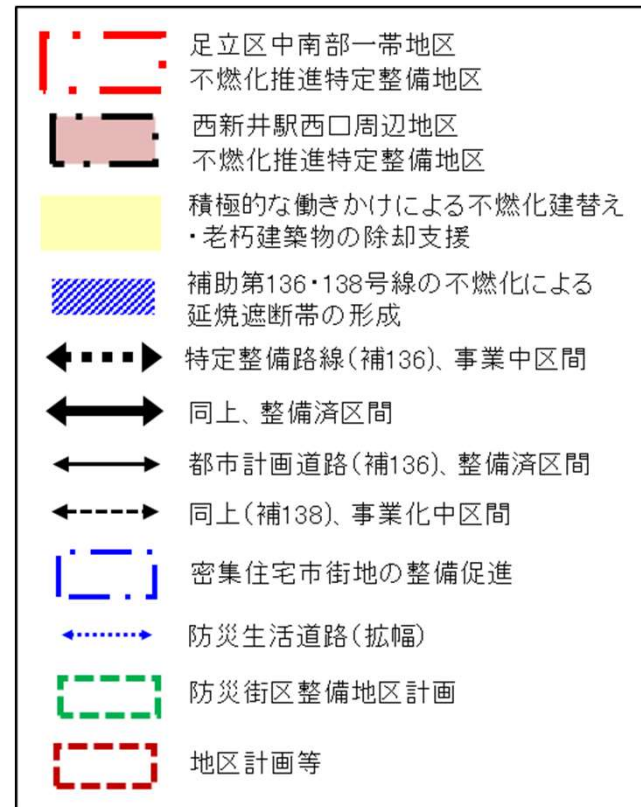 足立区中南部一帯地区
不燃化推進特定整備地区
西新井駅西口周辺地区
不燃化推進特定整備地区
積極的な働きかけによる不燃化建替え
・老朽建築物の除却支援
補助第136・138号線の不燃化による
延焼遮断帯の形成
特定整備路線(補136)、事業中区間
同上、整備済区間
都市計画道路(補136)、整備済区間
同上(補138)、事業化中区間
密集住宅市街地の整備促進
防災生活道路(拡幅)
防災街区整備地区計画
地区計画等